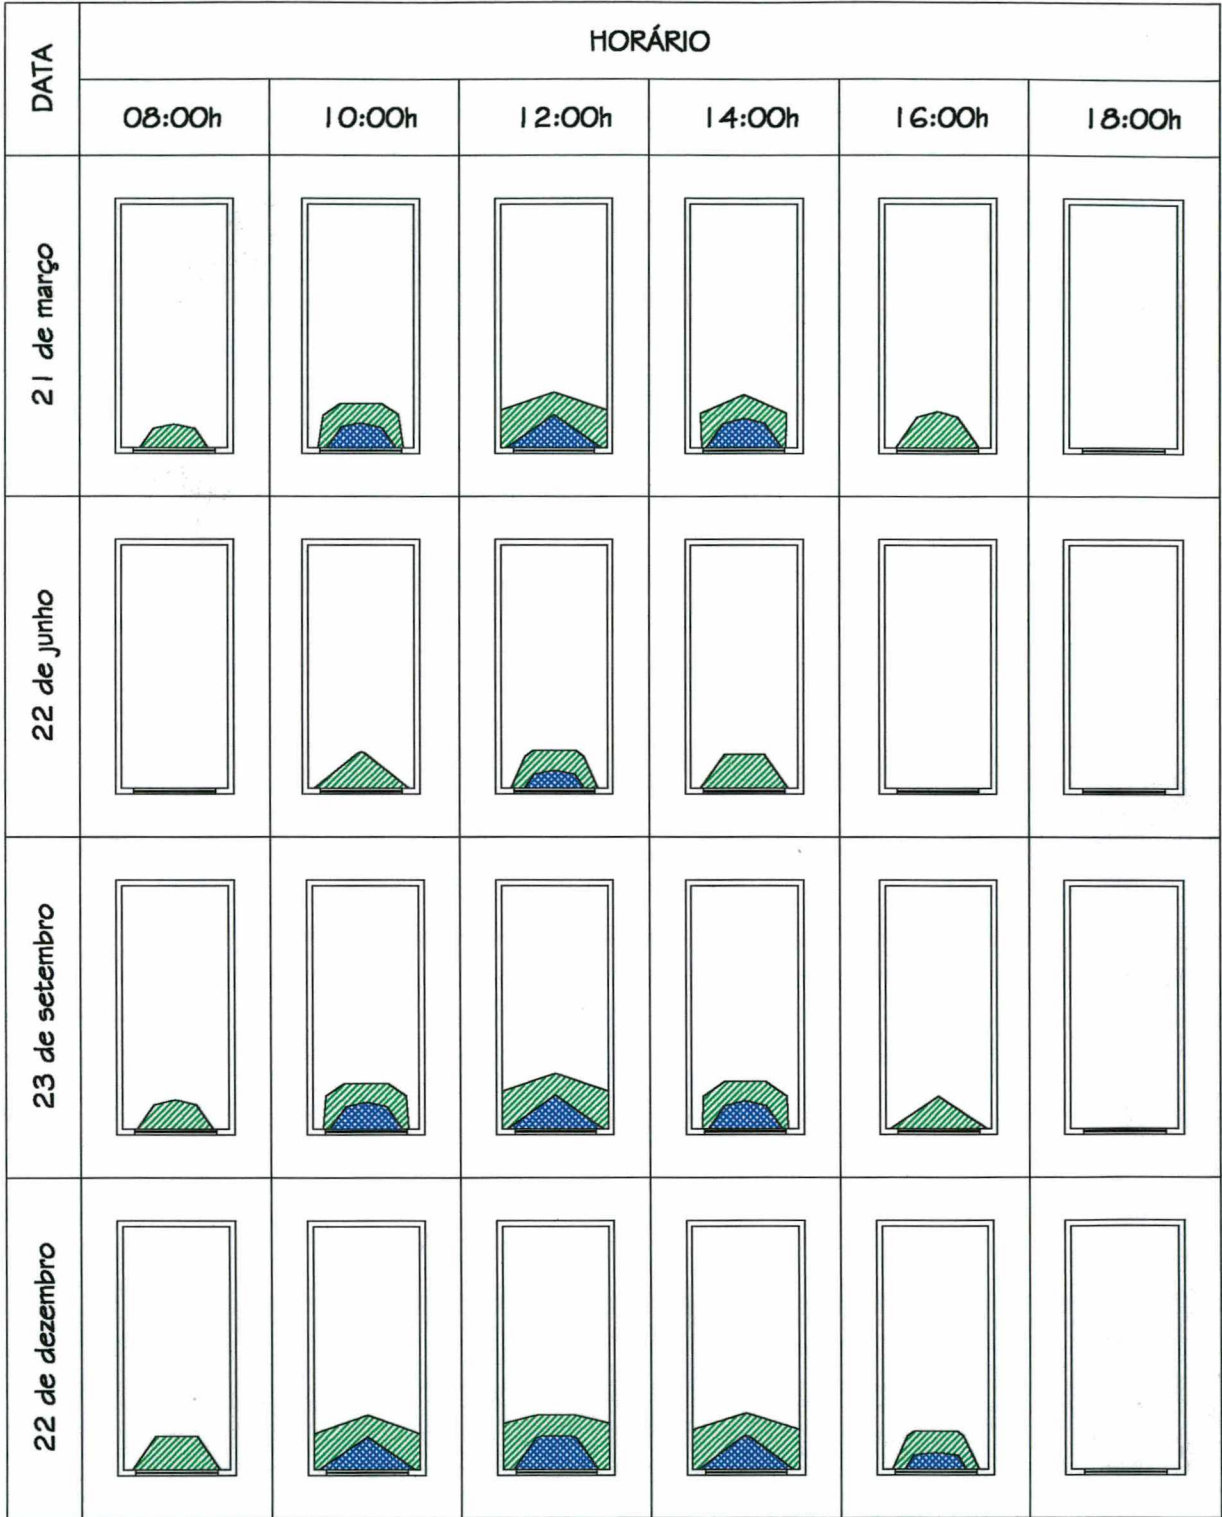 DATA
HORÁRIO
08:00h
10:00h
12:00h
14:00h
16:00h
18:00h
21 de março
22 de junho
23 de setembro
22 de dezembro